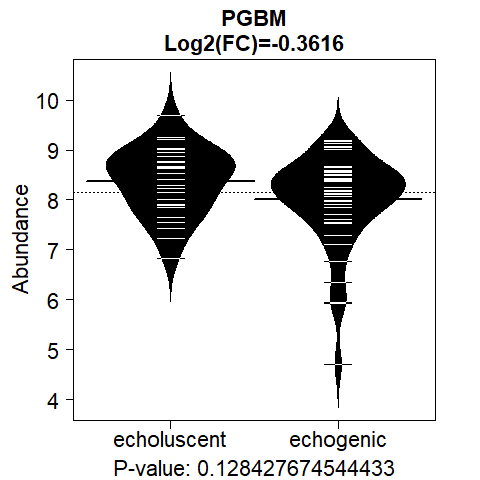 PGBM
Log2(FC)=-0.3616
Abundance
10
9
8
7
6
5
4
echoluscent
echogenic
P-value: 0.128427674544433